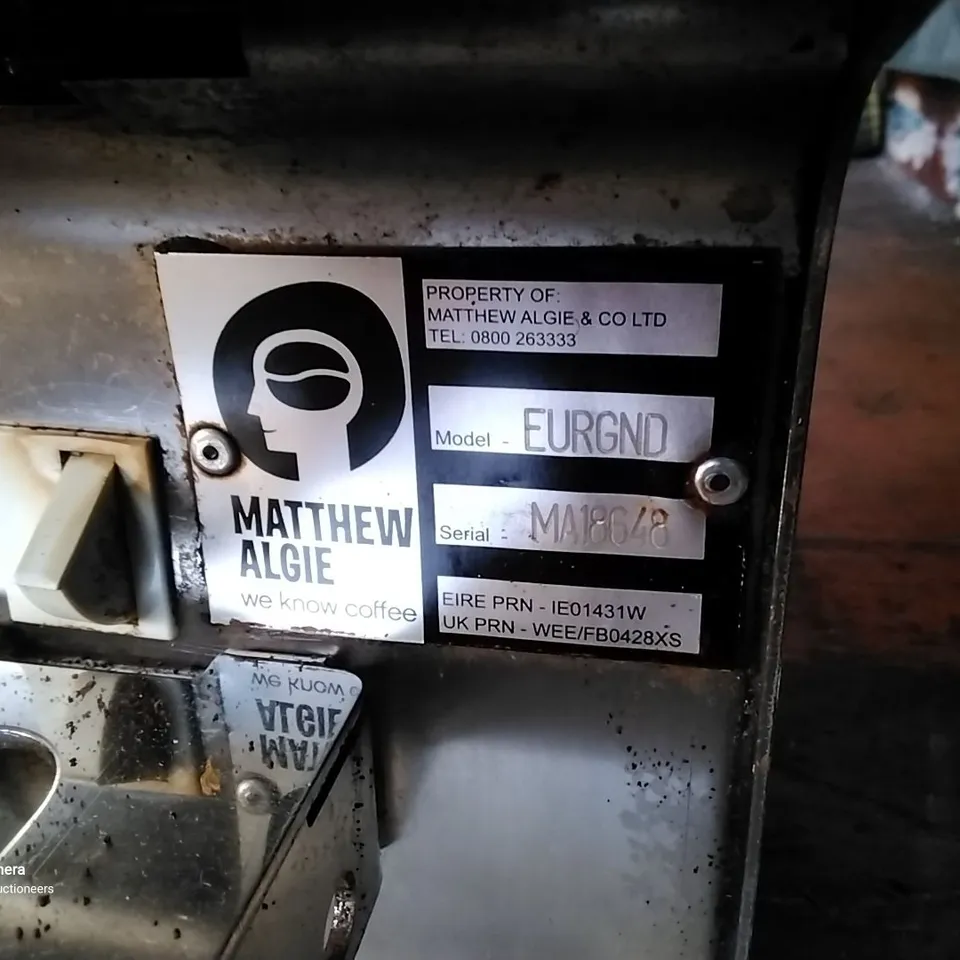 PROPERTY OF:
MATTHEW ALGIE & CO LTD
TEL: 0800 263333
Model - EURGND
Serial - MA18648
EIRE PRN - IE01431W
UK PRN - WEE/FB0428XS
MATTHEW
ALGIE
we know coffee